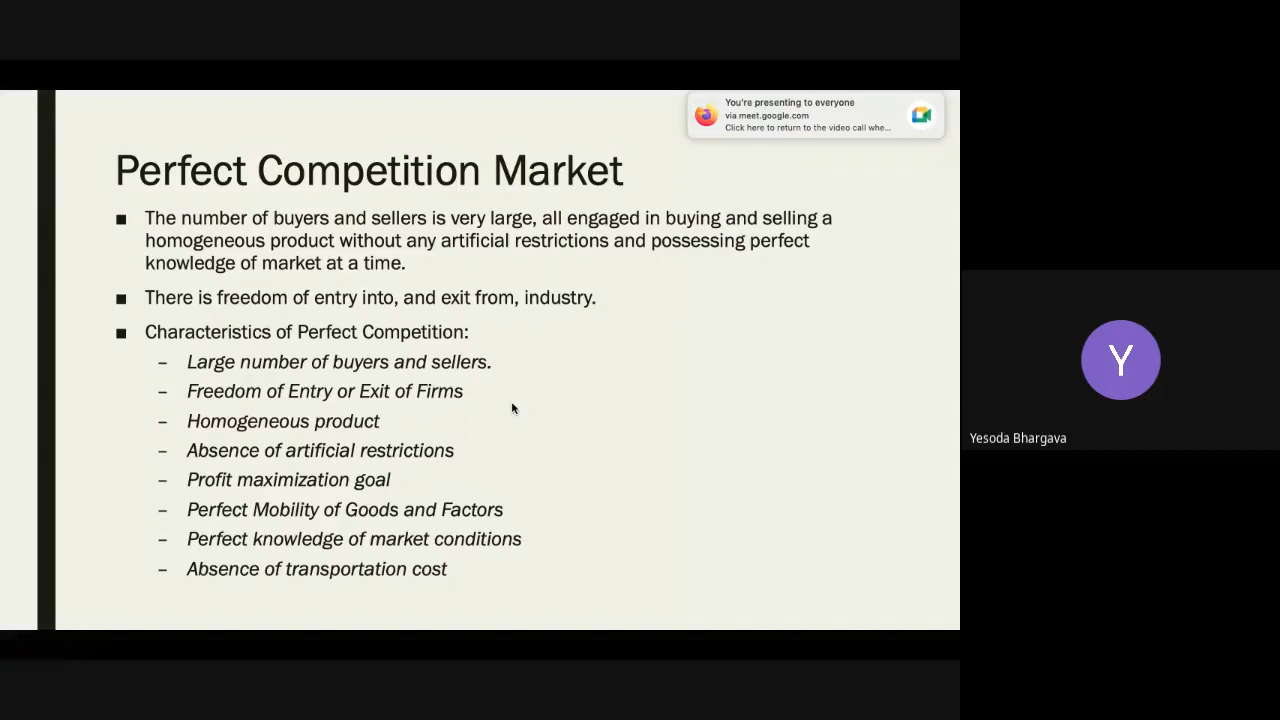 You're presenting to everyone
via meet.google.com
Click here to return to the video call whe...
Perfect Competition Market
■ The number of buyers and sellers is very large, all engaged in buying and selling a
homogeneous product without any artificial restrictions and possessing perfect
knowledge of market at a time.
■ There is freedom of entry into, and exit from, industry.
■ Characteristics of Perfect Competition:
– Large number of buyers and sellers.
– Freedom of Entry or Exit of Firms
– Homogeneous product
– Absence of artificial restrictions
– Profit maximization goal
– Perfect Mobility of Goods and Factors
– Perfect knowledge of market conditions
– Absence of transportation cost
Y
Yesoda Bhargava